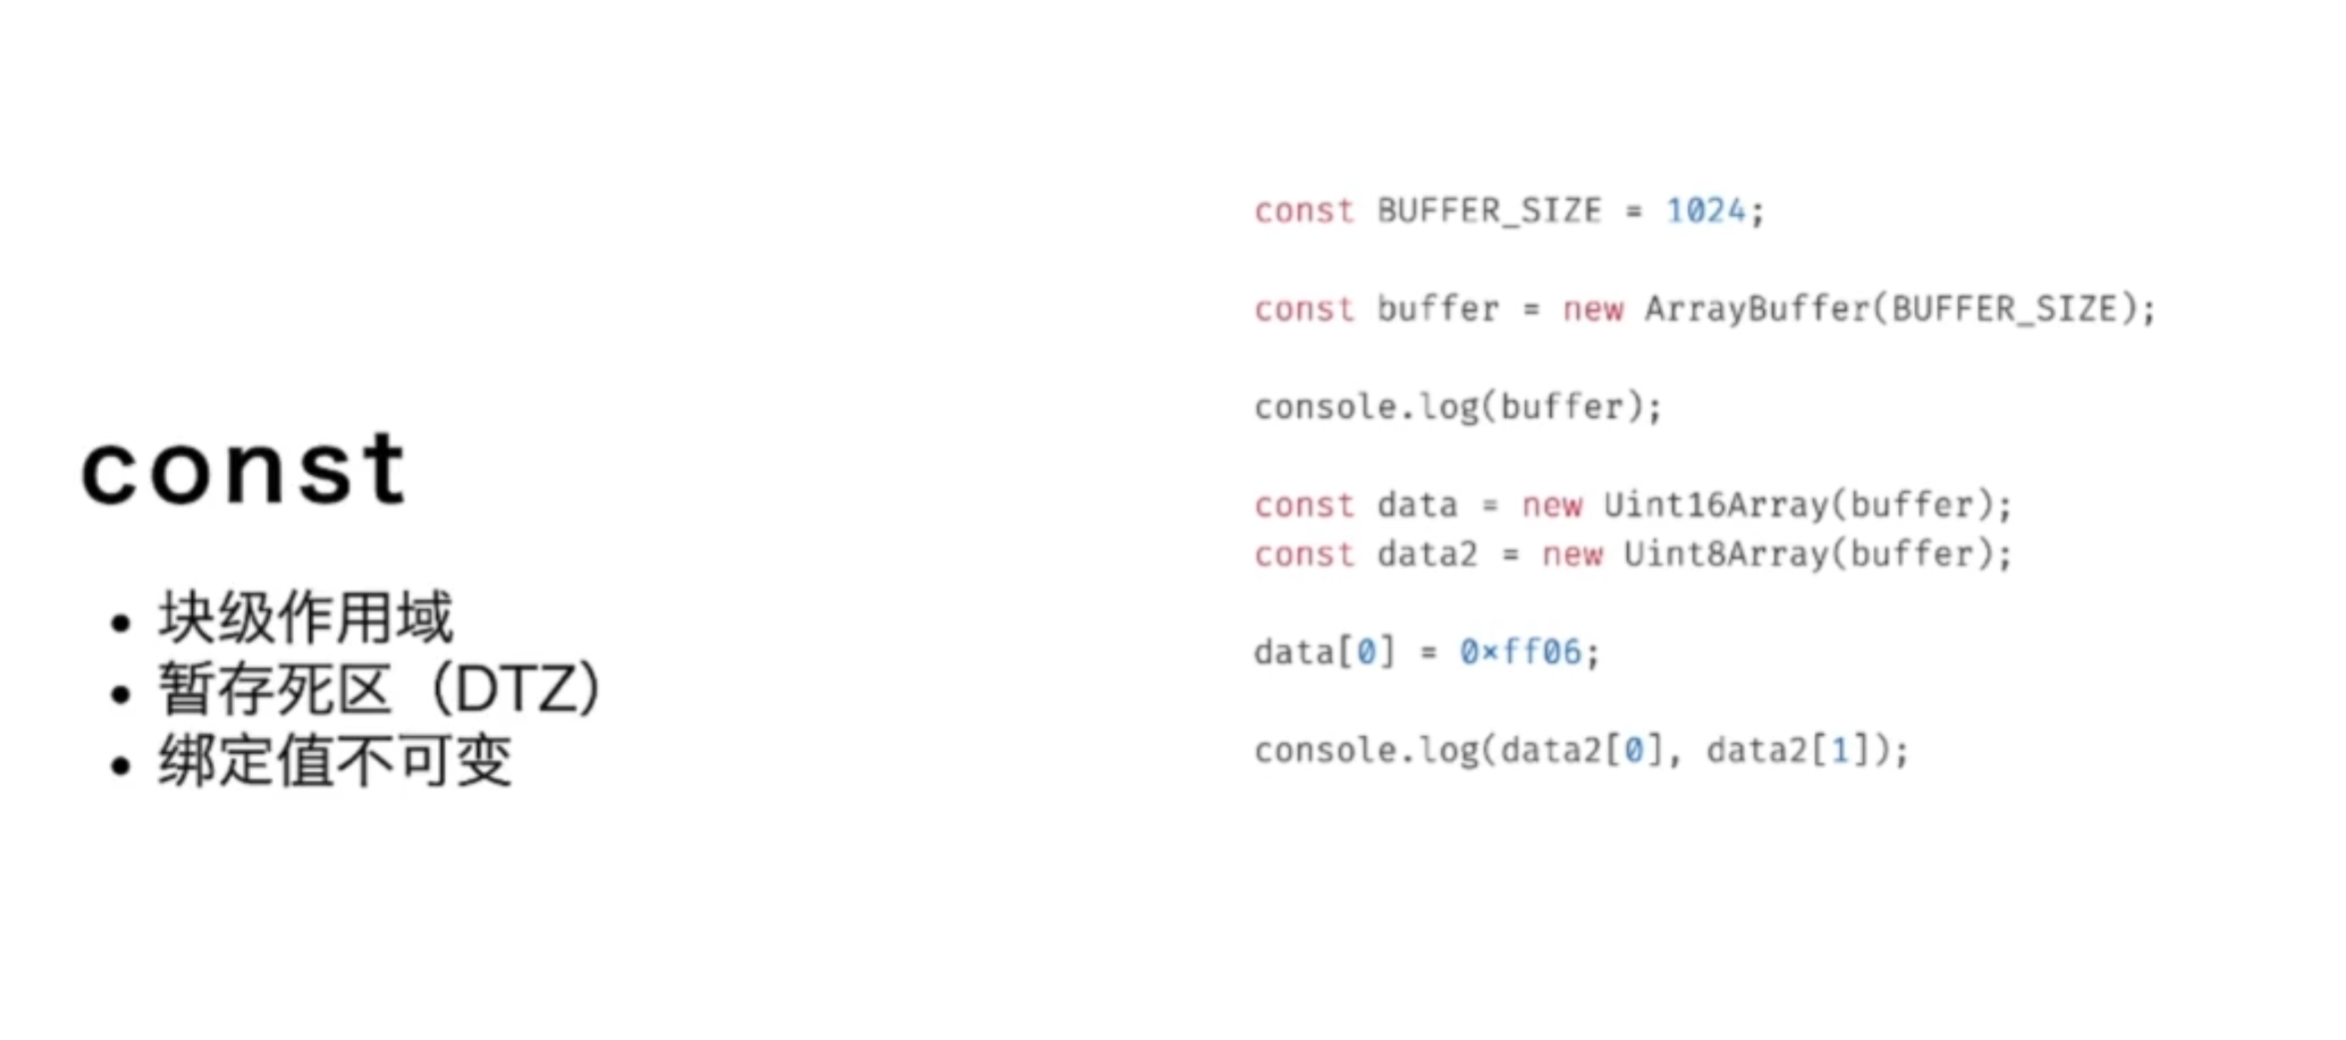 const
• 块级作用域
• 暂存死区（DTZ）
• 绑定值不可变
const BUFFER_SIZE = 1024;
const buffer = new ArrayBuffer(BUFFER_SIZE);
console.log(buffer);
const data = new Uint16Array(buffer);
const data2 = new Uint8Array(buffer);
data[0] = 0xff06;
console.log(data2[0], data2[1]);